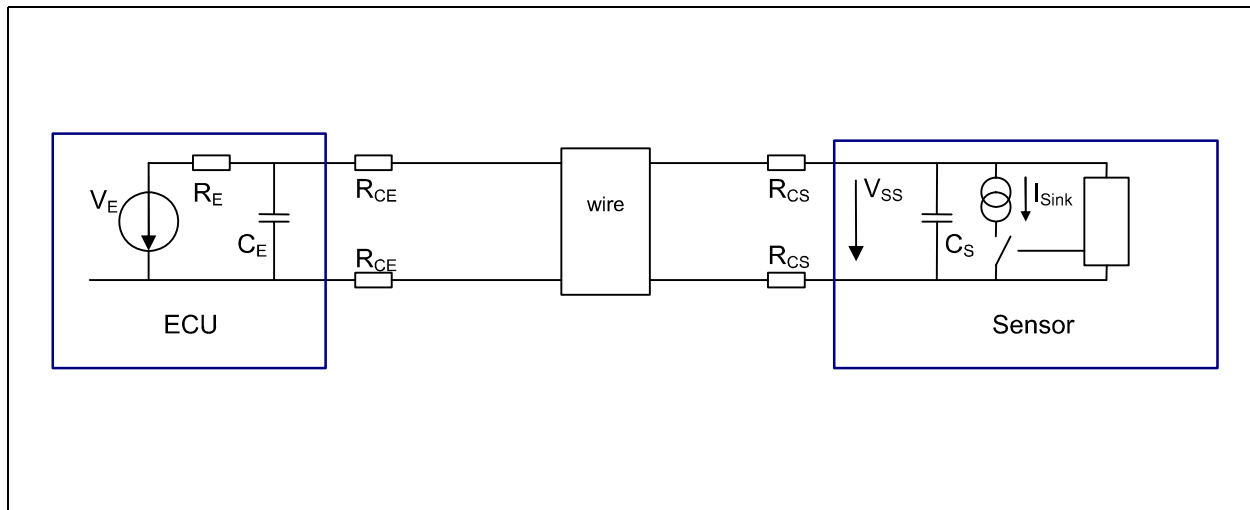 V_E
R_E
C_E
R_CE
R_CE
wire
R_CS
R_CS
V_SS
C_S
I_Sink
ECU
Sensor